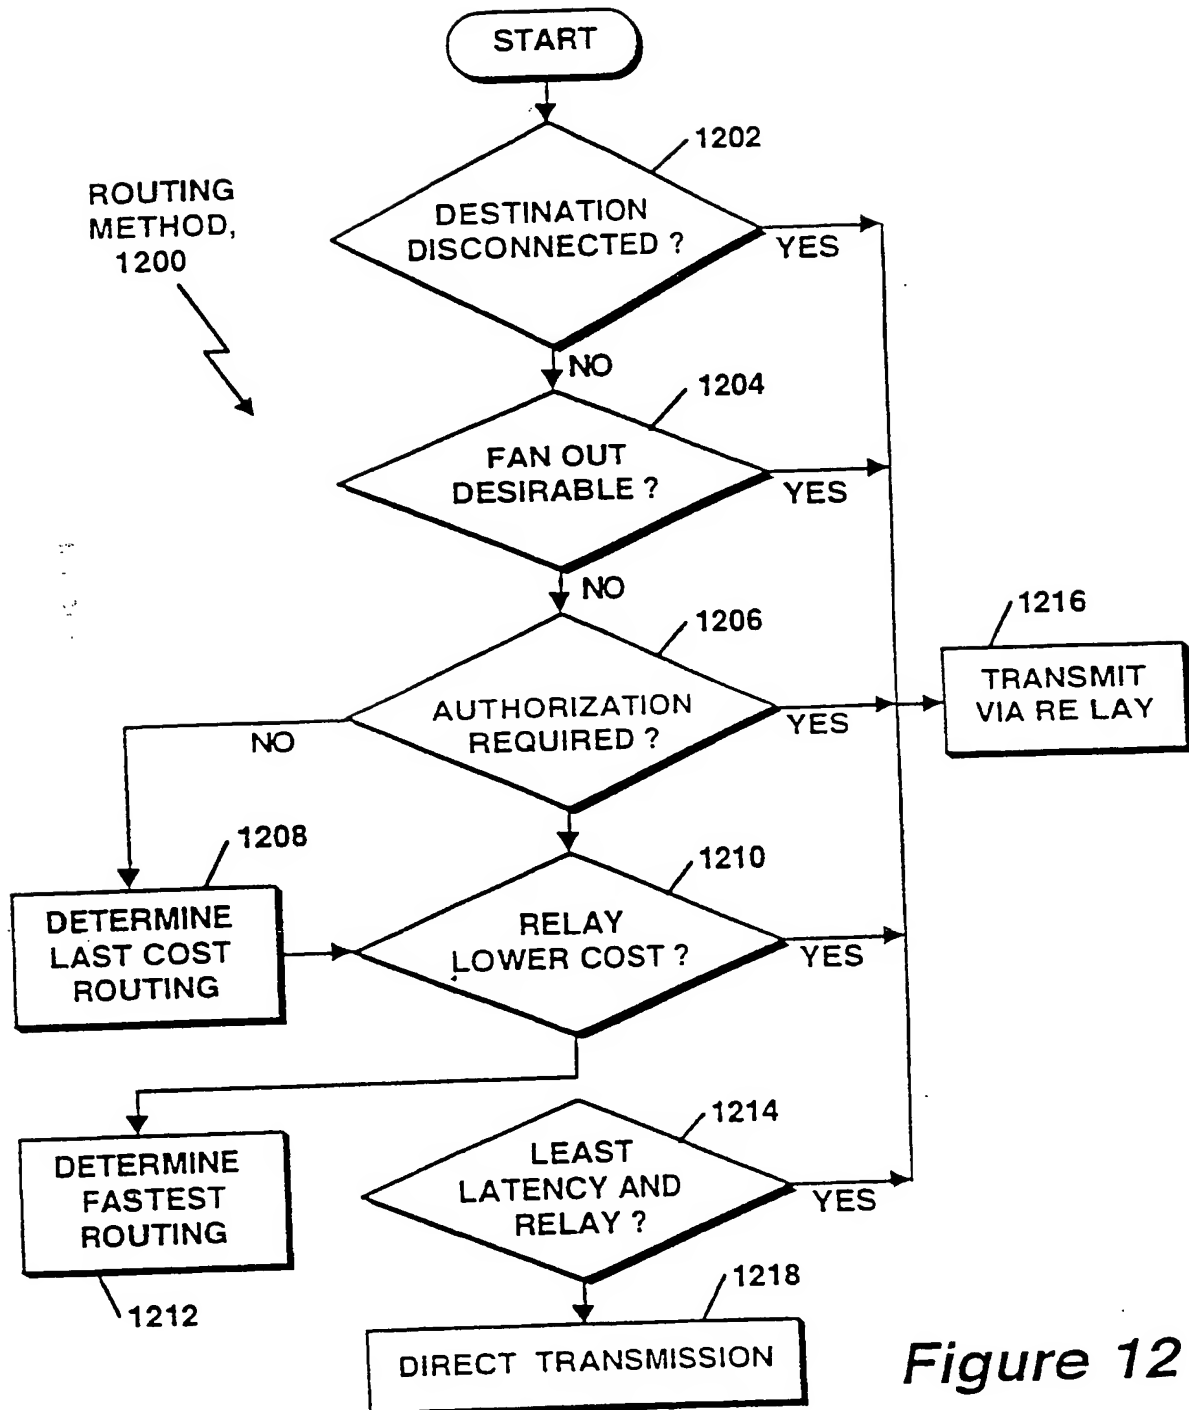 START
1202
ROUTING
METHOD,
1200
DESTINATION
DISCONNECTED ?
YES
NO
1204
FAN OUT
DESIRABLE ?
YES
NO
1206
1216
AUTHORIZATION
REQUIRED ?
YES
NO
TRANSMIT
VIA RE LAY
1208
1210
DETERMINE
LAST COST
ROUTING
RELAY
LOWER COST ?
YES
1214
DETERMINE
FASTEST
ROUTING
LEAST
LATENCY AND
RELAY ?
YES
1212
1218
DIRECT TRANSMISSION
Figure 12